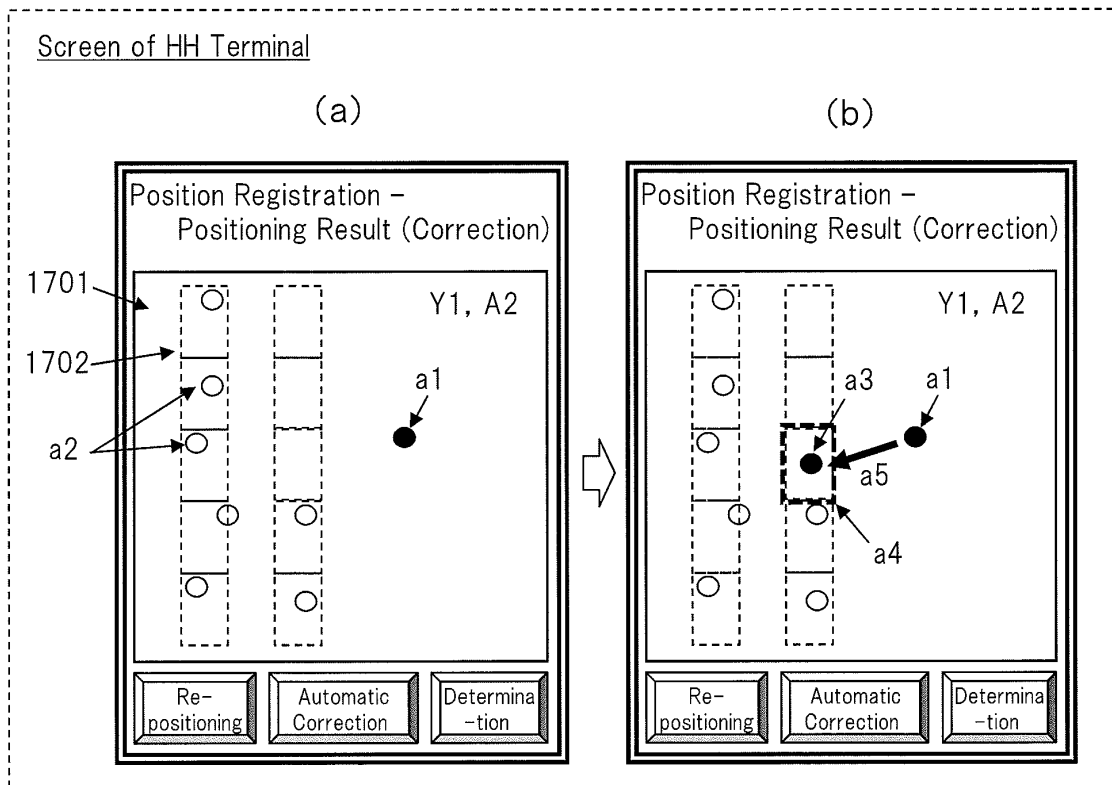 Screen of HH Terminal
(a)
Position Registration –
Positioning Result (Correction)
1701
1702
a2
Y1, A2
a1
Re-
positioning
Automatic
Correction
Determina
-tion
(b)
Position Registration –
Positioning Result (Correction)
Y1, A2
a3
a1
a5
a4
Re-
positioning
Automatic
Correction
Determina
-tion